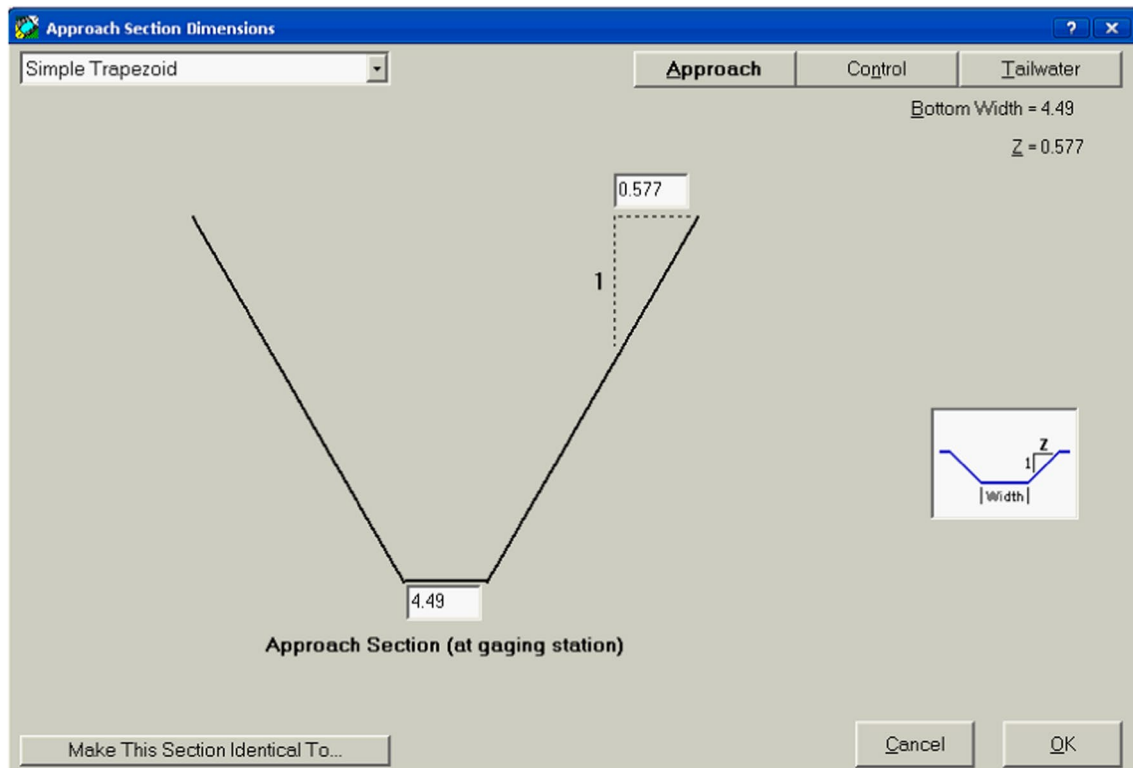 Approach Section Dimensions
Simple Trapezoid
Approach
Control
Tailwater
Bottom Width = 4.49
Z = 0.577
0.577
1
Z
1
Width
4.49
Approach Section (at gaging station)
Make This Section Identical To...
Cancel
OK